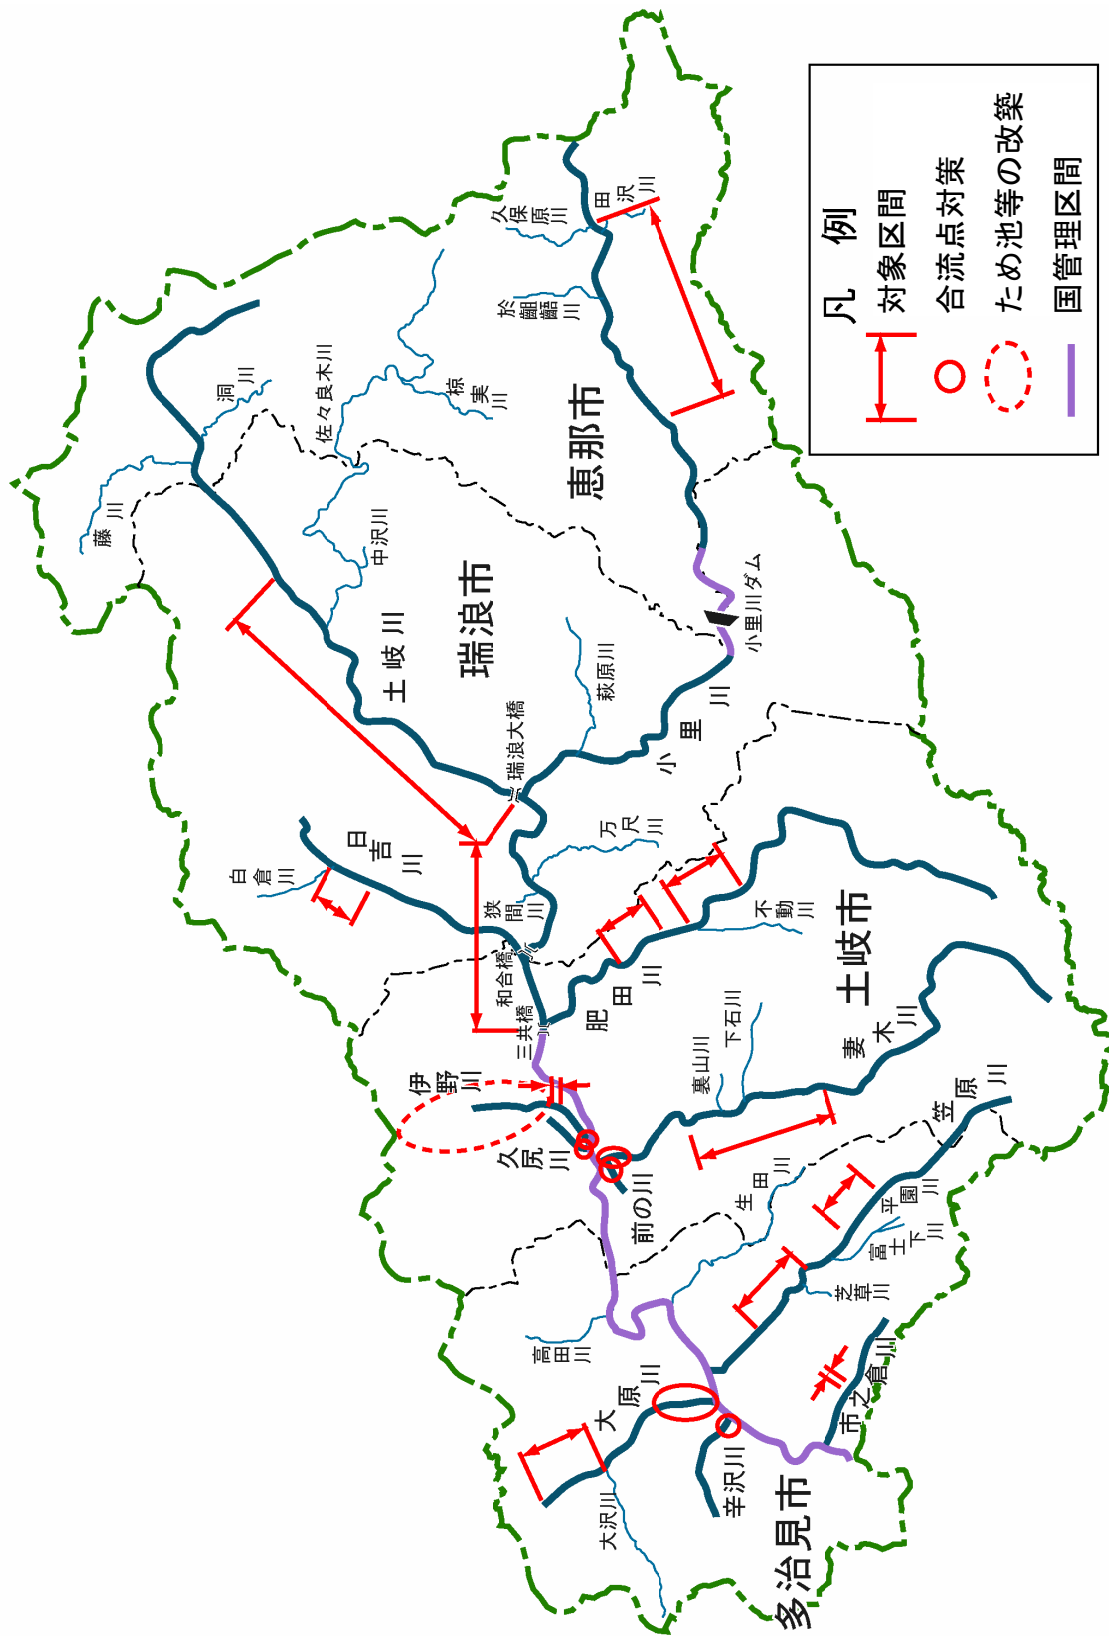 凡例
対象区間
合流点対策
ため池等の改築
国管理区間
藤川
洞川
佐々良木川
椋実川
中沢川
久保原川
田沢川
於齟齬川
恵那市
瑞浪市
土岐川
萩原川
小里川ダム
小里川
瑞浪大橋
日吉川
白倉川
狭間川
万尺川
和合橋
三共橋
肥田川
不動川
土岐市
伊野川
久尻川
前の川
裏山川
下石川
妻木川
笠原川
生田川
平園川
富士下川
芝草川
高田川
大原川
大沢川
辛沢川
市之倉川
多治見市